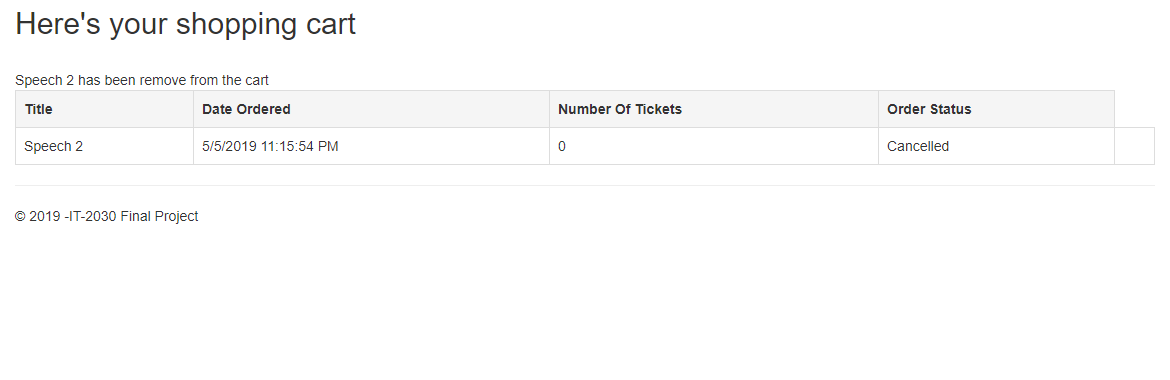 Here's your shopping cart
Speech 2 has been remove from the cart
Title Date Ordered Number Of Tickets Order Status
Speech 2 5/5/2019 11:15:54 PM 0 Cancelled
© 2019 -IT-2030 Final Project